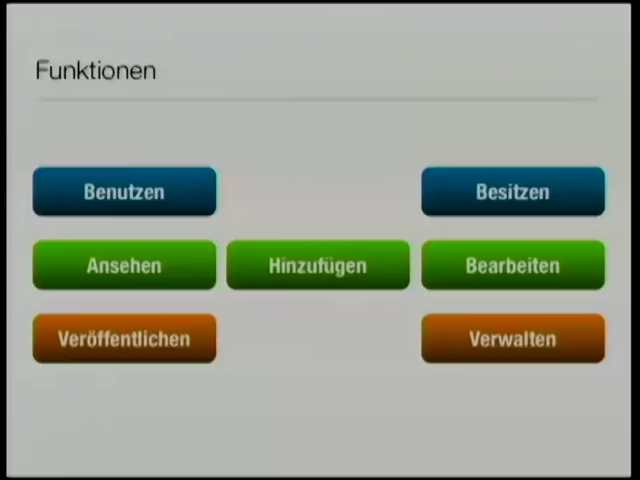 Funktionen
Benutzen
Besitzen
Ansehen
Hinzufügen
Bearbeiten
Veröffentlichen
Verwalten